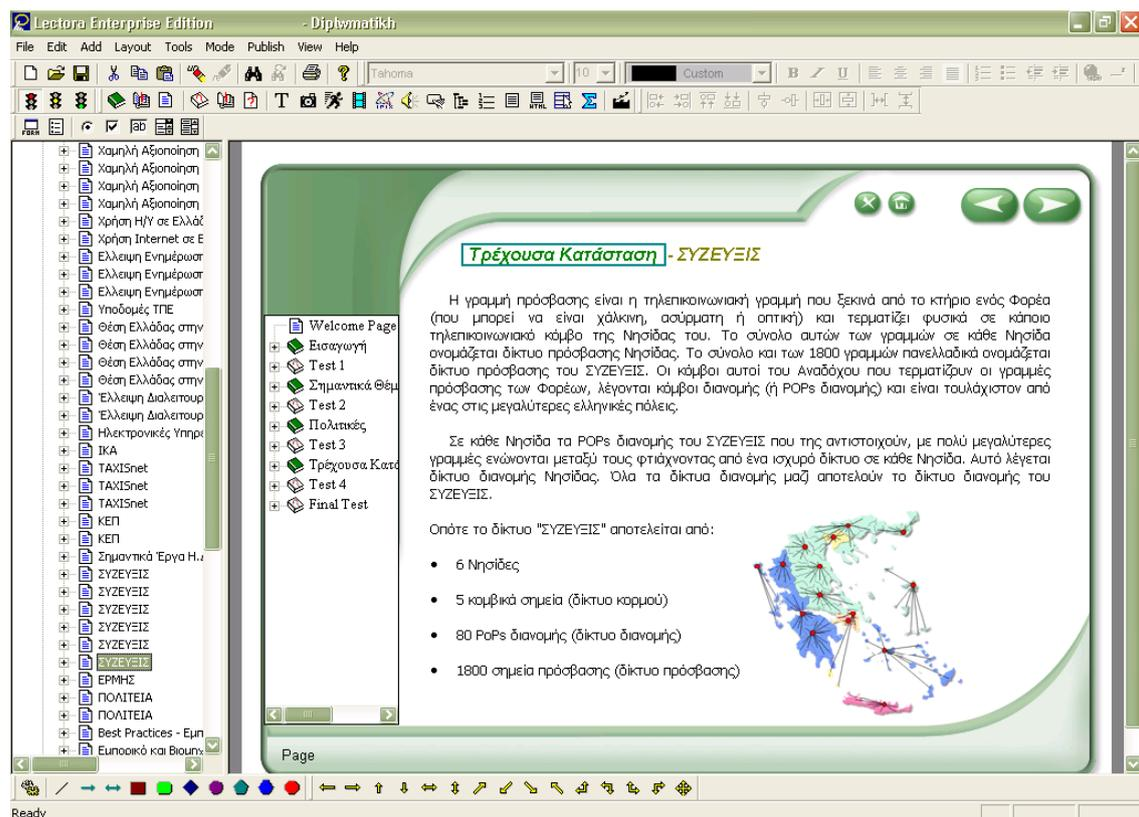 Lectora Enterprise Edition - Diplwmatikh
File Edit Add Layout Tools Mode Publish View Help
Tahoma 10 Custom B I U
Χαμηλή Αξιοποίηση
Χαμηλή Αξιοποίηση
Χαμηλή Αξιοποίηση
Χαμηλή Αξιοποίηση
Χρήση Η/Υ σε Ελλάδ
Χρήση Internet σε Ε
Ελλειψη Ενημέρωση
Ελλειψη Ενημέρωση
Ελλειψη Ενημέρωση
Υποδομές ΤΠΕ
Θέση Ελλάδας στην
Θέση Ελλάδας στην
Θέση Ελλάδας στην
Θέση Ελλάδας στην
Έλλειψη Διαλειτουρ
Έλλειψη Διαλειτουρ
Ηλεκτρονικές Υπηρε
ΙΚΑ
TAXISnet
TAXISnet
TAXISnet
ΚΕΠ
ΚΕΠ
Σημαντικά Έργα Η.Δ
ΣΥΖΕΥΞΙΣ
ΣΥΖΕΥΞΙΣ
ΣΥΖΕΥΞΙΣ
ΣΥΖΕΥΞΙΣ
ΣΥΖΕΥΞΙΣ
ΣΥΖΕΥΞΙΣ
ΕΡΜΗΣ
ΠΟΛΙΤΕΙΑ
ΠΟΛΙΤΕΙΑ
Best Practices - Εμπ
Εμπορικό και Βιομηχ
Welcome Page
Εισαγωγή
Test 1
Σημαντικά Θέμ
Test 2
Πολιτικές
Test 3
Τρέχουσα Κατά
Test 4
Final Test
Τρέχουσα Κατάσταση - ΣΥΖΕΥΞΙΣ
Η γραμμή πρόσβασης είναι η τηλεπικοινωνιακή γραμμή που ξεκινά από το κτήριο ενός Φορέα
(που μπορεί να είναι χάλκινη, ασύρματη ή οπτική) και τερματίζει φυσικά σε κάποιο
τηλεπικοινωνιακό κόμβο της Νησίδας του. Το σύνολο αυτών των γραμμών σε κάθε Νησίδα
ονομάζεται δίκτυο πρόσβασης Νησίδας. Το σύνολο και των 1800 γραμμών πανελλαδικά ονομάζεται
δίκτυο πρόσβασης του ΣΥΖΕΥΞΙΣ. Οι κόμβοι αυτοί του Αναδόχου που τερματίζουν οι γραμμές
πρόσβασης των Φορέων, λέγονται κόμβοι διανομής (ή POPs διανομής) και είναι τουλάχιστον από
ένας στις μεγαλύτερες ελληνικές πόλεις.
Σε κάθε Νησίδα τα POPs διανομής του ΣΥΖΕΥΞΙΣ που της αντιστοιχούν, με πολύ μεγαλύτερες
γραμμές ενώνονται μεταξύ τους φτιάχνοντας από ένα ισχυρό δίκτυο σε κάθε Νησίδα. Αυτό λέγεται
δίκτυο διανομής Νησίδας. Όλα τα δίκτυα διανομής μαζί αποτελούν το δίκτυο διανομής του
ΣΥΖΕΥΞΙΣ.
Οπότε το δίκτυο "ΣΥΖΕΥΞΙΣ" αποτελείται από:
• 6 Νησίδες
• 5 κομβικά σημεία (δίκτυο κορμού)
• 80 PoPs διανομής (δίκτυο διανομής)
• 1800 σημεία πρόσβασης (δίκτυο πρόσβασης)
Page
Ready